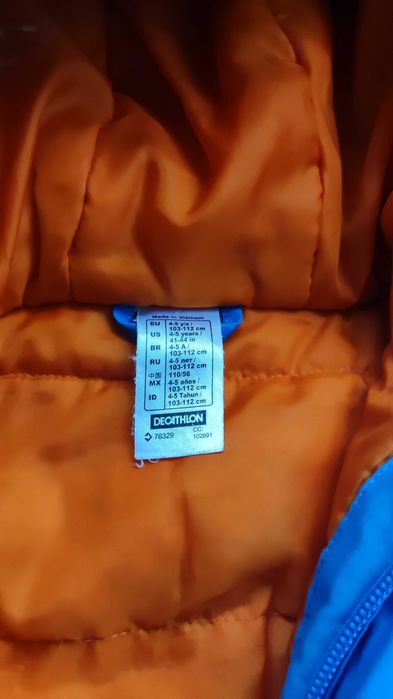 Made in Vietnam
EU 4-5 y/a /
103-112 cm
US 4-5 years /
41-44 in
BR 4-5 A /
103-112 cm
RU 4-5 лет /
103-112 cm
中国 110/56
MX 4-5 años /
103-112 cm
ID 4-5 Tahun /
103-112 cm
DECATHLON
76329 CC:
102691